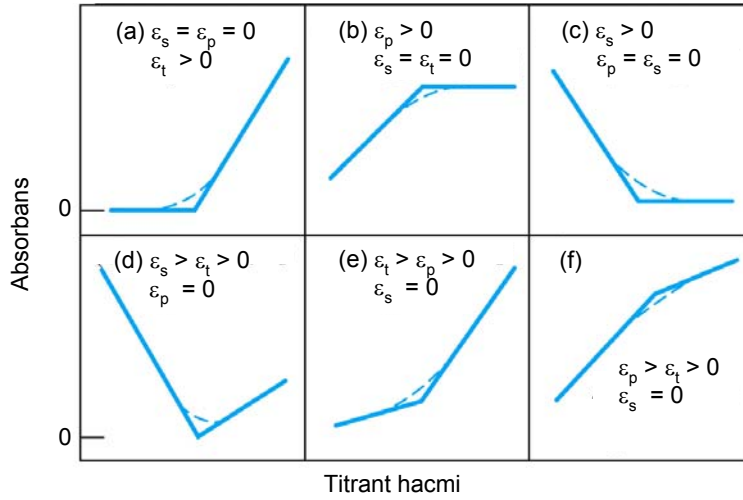 (a) εs = εp = 0
εt > 0
(b) εp > 0
εs = εt = 0
(c) εs > 0
εp = εs = 0
0
Absorbans
(d) εs > εt > 0
εp = 0
(e) εt > εp > 0
εs = 0
(f)
εp > εt > 0
εs = 0
0
Titrant hacmi